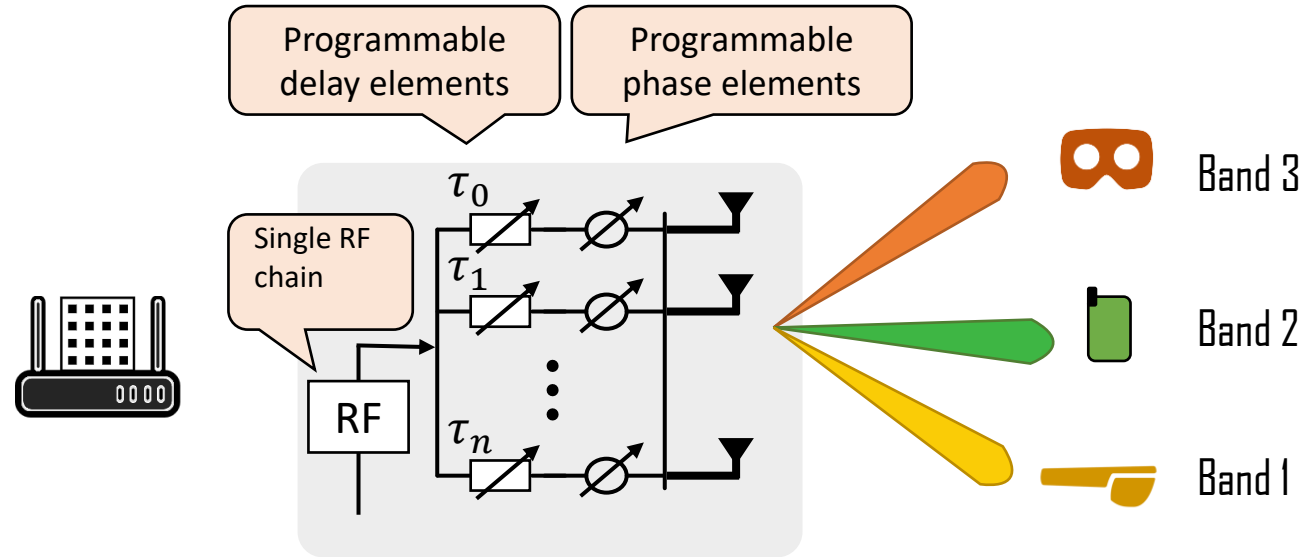 Programmable
delay elements
Programmable
phase elements
Single RF
chain
RF
τ₀
τ₁
τₙ
Band 3
Band 2
Band 1